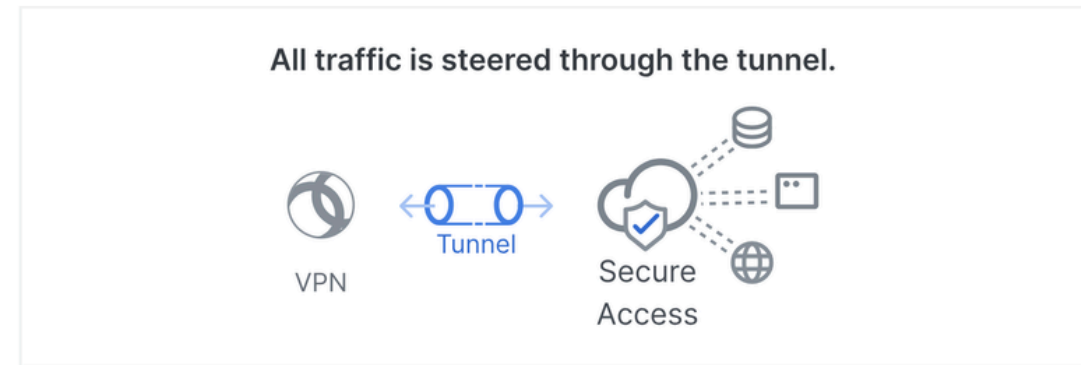 All traffic is steered through the tunnel.
Tunnel
VPN
Secure
Access